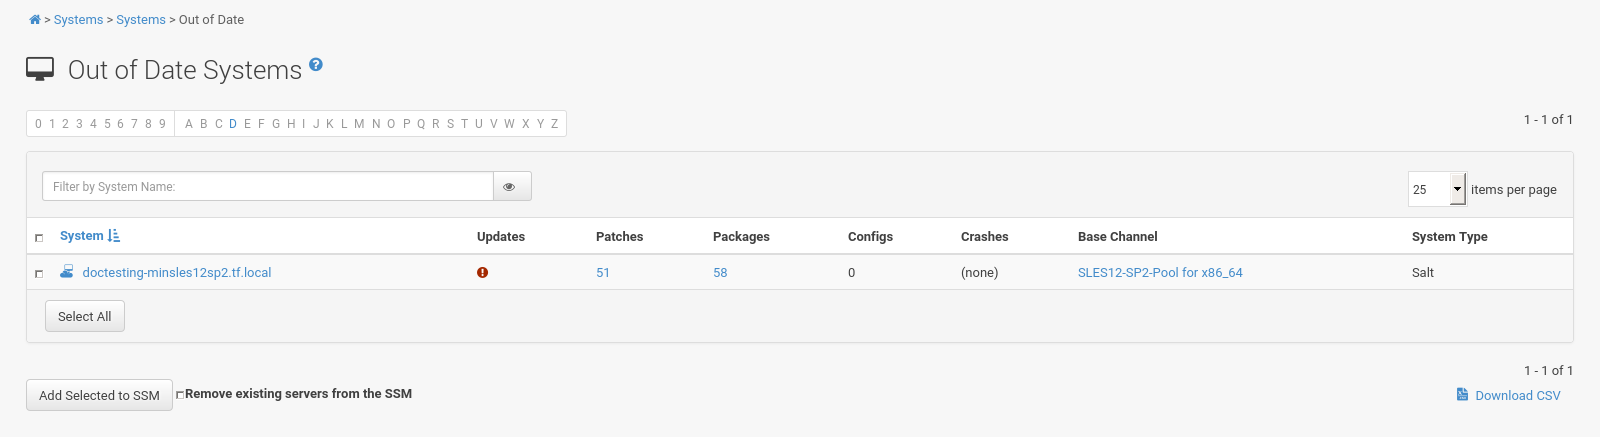 > Systems > Systems > Out of Date
Out of Date Systems ?
0 1 2 3 4 5 6 7 8 9 A B C D E F G H I J K L M N O P Q R S T U V W X Y Z
1 - 1 of 1
Filter by System Name:
25 items per page
System Updates Patches Packages Configs Crashes Base Channel System Type
doctesting-minsles12sp2.tf.local 51 58 0 (none) SLES12-SP2-Pool for x86_64 Salt
Select All
1 - 1 of 1
Add Selected to SSM Remove existing servers from the SSM
Download CSV